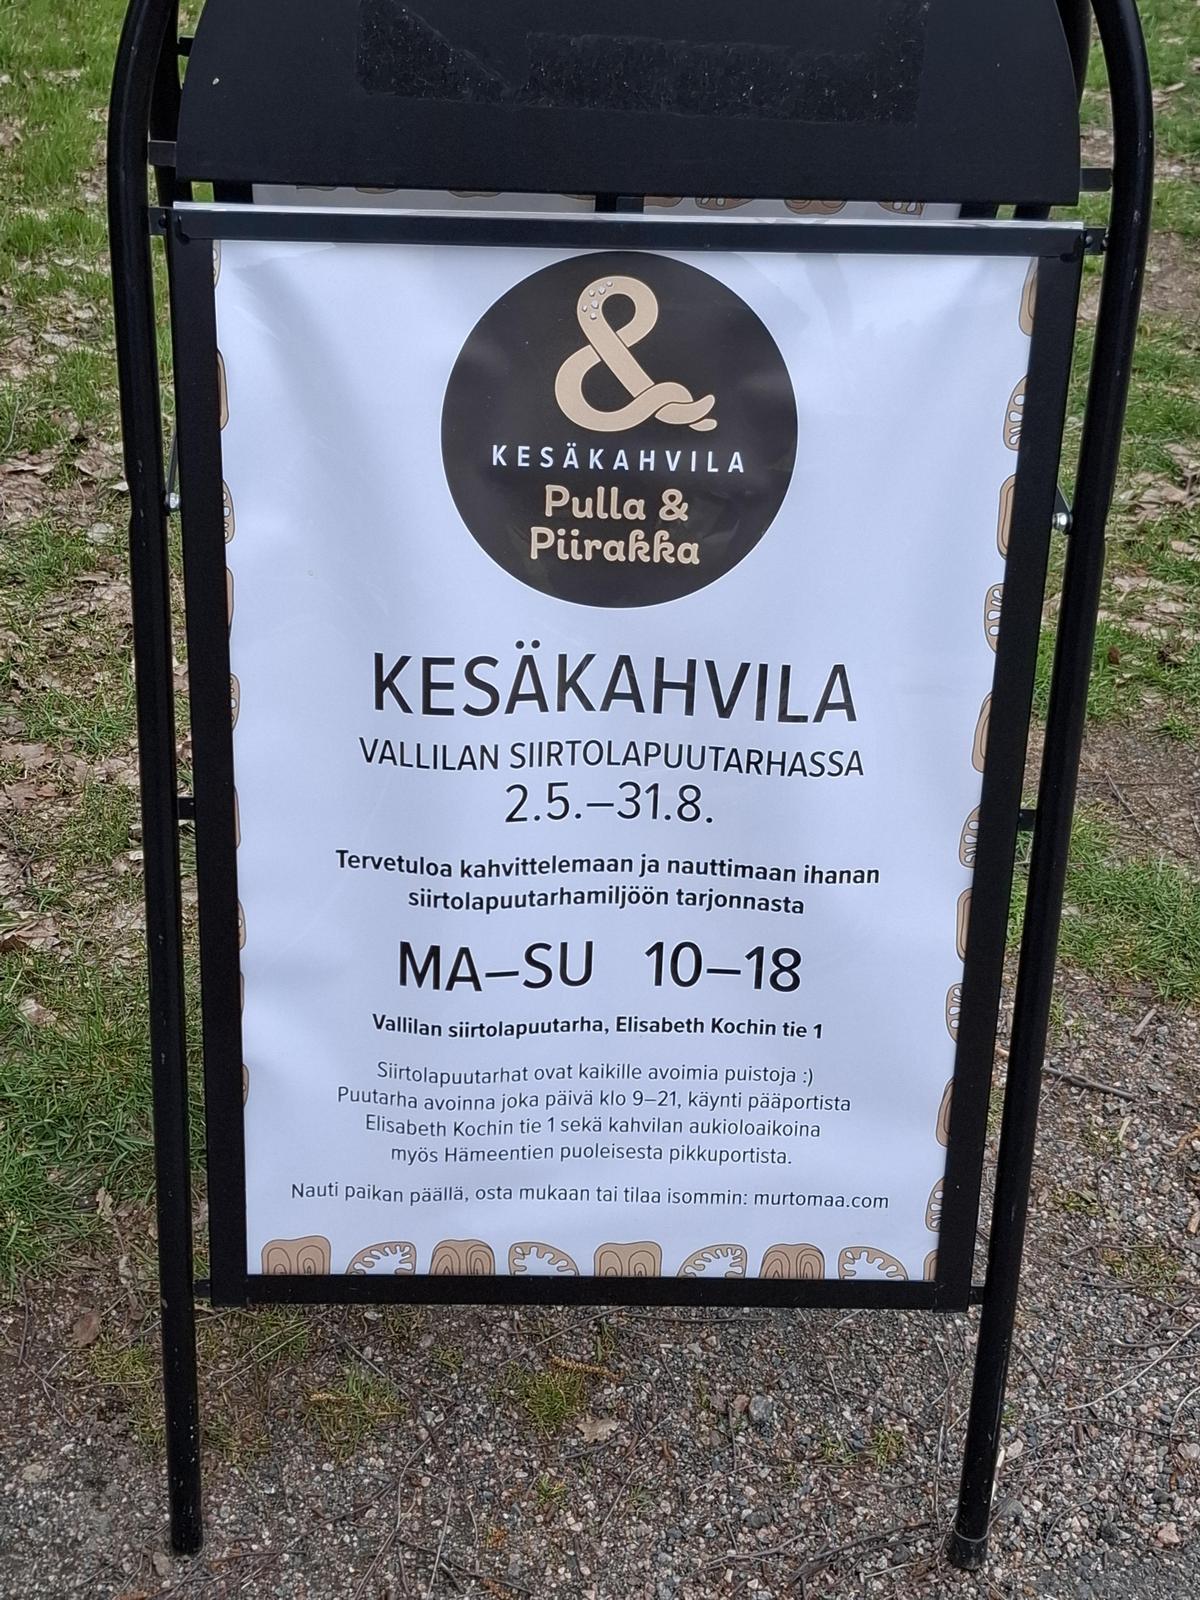 &
KESÄKAHVILA
Pulla &
Piirakka
KESÄKAHVILA
VALLILAN SIIRTOLAPUUTARHASSA
2.5.–31.8.
Tervetuloa kahvittelemaan ja nauttimaan ihanan
siirtolapuutarhamiljöön tarjonnasta
MA–SU 10–18
Vallilan siirtolapuutarha, Elisabeth Kochin tie 1
Siirtolapuutarhat ovat kaikille avoimia puistoja :)
Puutarha avoinna joka päivä klo 9–21, käynti pääportista
Elisabeth Kochin tie 1 sekä kahvilan aukioloaikoina
myös Hämeentien puoleisesta pikkuportista.
Nauti paikan päällä, osta mukaan tai tilaa isommin: murtomaa.com